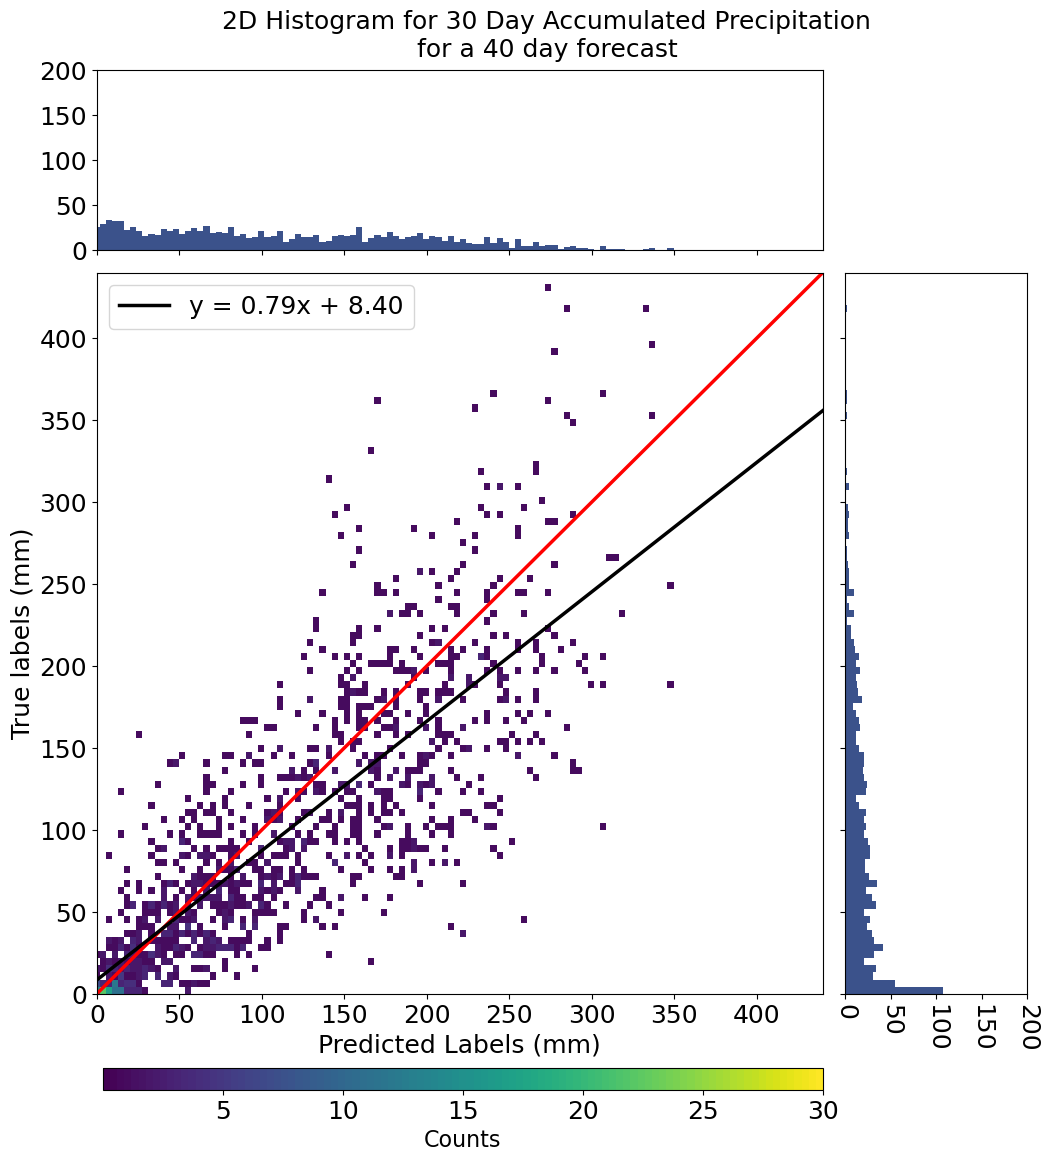 2D Histogram for 30 Day Accumulated Precipitation
for a 40 day forecast
200
150
100
50
0
y = 0.79x + 8.40
400
350
300
250
200
150
100
50
0
True labels (mm)
0 50 100 150 200 250 300 350 400
Predicted Labels (mm)
0 50 100 150 200
5 10 15 20 25 30
Counts